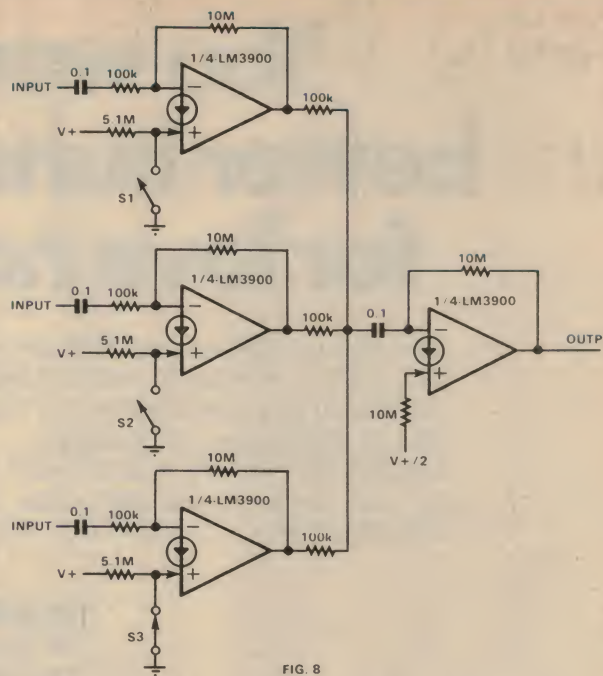 10M
1/4-LM3900
INPUT
0.1
100k
−
100k
V+
5.1M
+
S1
10M
1/4-LM3900
INPUT
0.1
100k
−
100k
0.1
10M
1/4-LM3900
−
OUTP
V+
5.1M
+
+
S2
10M
V+/2
10M
1/4-LM3900
INPUT
0.1
100k
−
100k
V+
5.1M
+
S3
FIG. 8